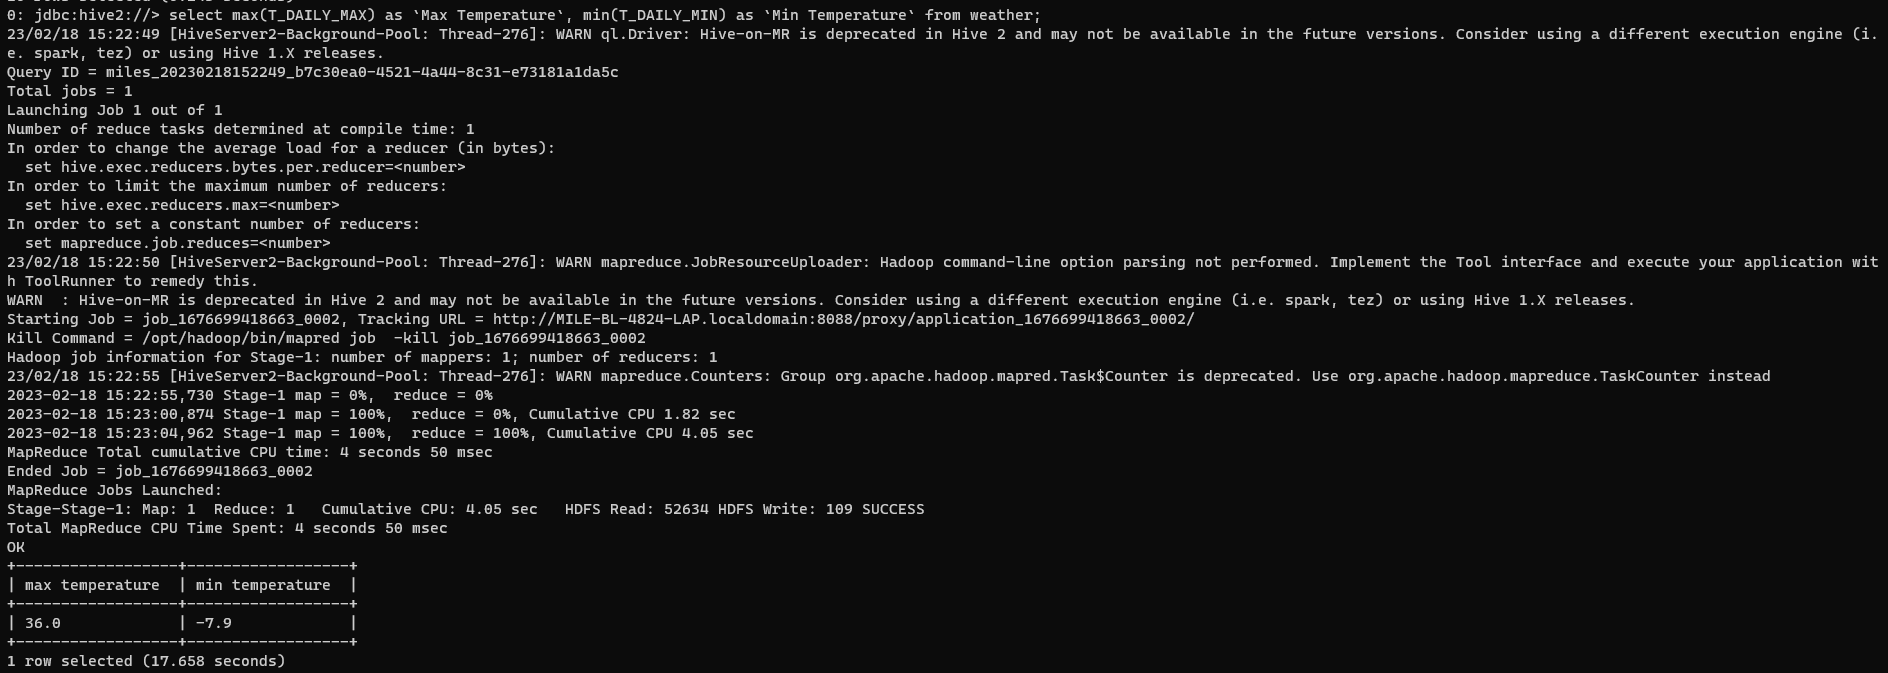 0: jdbc:hive2://> select max(T_DAILY_MAX) as `Max Temperature`, min(T_DAILY_MIN) as `Min Temperature` from weather;
23/02/18 15:22:49 [HiveServer2-Background-Pool: Thread-276]: WARN ql.Driver: Hive-on-MR is deprecated in Hive 2 and may not be available in the future versions. Consider using a different execution engine (i.
e. spark, tez) or using Hive 1.X releases.
Query ID = miles_20230218152249_b7c30ea0-4521-4a44-8c31-e73181a1da5c
Total jobs = 1
Launching Job 1 out of 1
Number of reduce tasks determined at compile time: 1
In order to change the average load for a reducer (in bytes):
  set hive.exec.reducers.bytes.per.reducer=<number>
In order to limit the maximum number of reducers:
  set hive.exec.reducers.max=<number>
In order to set a constant number of reducers:
  set mapreduce.job.reduces=<number>
23/02/18 15:22:50 [HiveServer2-Background-Pool: Thread-276]: WARN mapreduce.JobResourceUploader: Hadoop command-line option parsing not performed. Implement the Tool interface and execute your application wit
h ToolRunner to remedy this.
WARN  : Hive-on-MR is deprecated in Hive 2 and may not be available in the future versions. Consider using a different execution engine (i.e. spark, tez) or using Hive 1.X releases.
Starting Job = job_1676699418663_0002, Tracking URL = http://MILE-BL-4824-LAP.localdomain:8088/proxy/application_1676699418663_0002/
Kill Command = /opt/hadoop/bin/mapred job  -kill job_1676699418663_0002
Hadoop job information for Stage-1: number of mappers: 1; number of reducers: 1
23/02/18 15:22:55 [HiveServer2-Background-Pool: Thread-276]: WARN mapreduce.Counters: Group org.apache.hadoop.mapred.Task$Counter is deprecated. Use org.apache.hadoop.mapreduce.TaskCounter instead
2023-02-18 15:22:55,730 Stage-1 map = 0%,  reduce = 0%
2023-02-18 15:23:00,874 Stage-1 map = 100%,  reduce = 0%, Cumulative CPU 1.82 sec
2023-02-18 15:23:04,962 Stage-1 map = 100%,  reduce = 100%, Cumulative CPU 4.05 sec
MapReduce Total cumulative CPU time: 4 seconds 50 msec
Ended Job = job_1676699418663_0002
MapReduce Jobs Launched:
Stage-Stage-1: Map: 1  Reduce: 1   Cumulative CPU: 4.05 sec   HDFS Read: 52634 HDFS Write: 109 SUCCESS
Total MapReduce CPU Time Spent: 4 seconds 50 msec
OK
+------------------+------------------+
| max temperature  | min temperature  |
+------------------+------------------+
| 36.0             | -7.9             |
+------------------+------------------+
1 row selected (17.658 seconds)